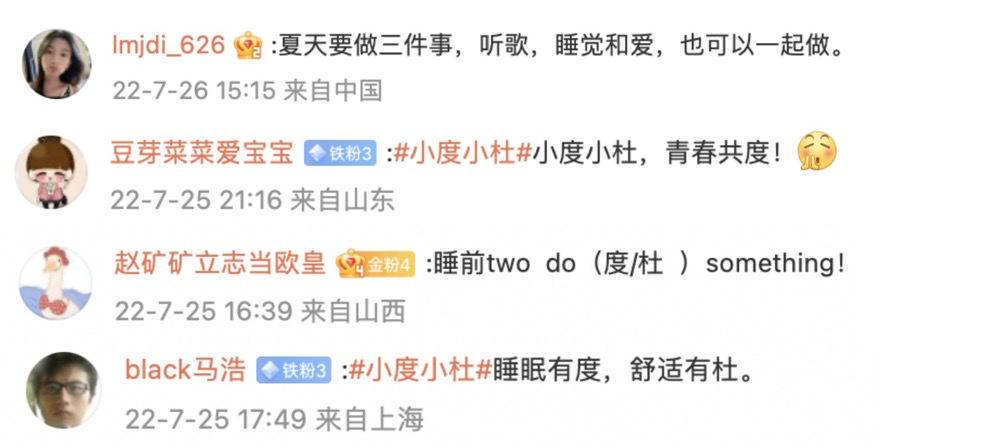 lmjdi_626 2 :夏天要做三件事，听歌，睡觉和爱，也可以一起做。
22-7-26 15:15 来自中国
豆芽菜菜爱宝宝 铁粉3 :#小度小杜#小度小杜，青春共度！
22-7-25 21:16 来自山东
赵矿矿立志当欧皇 4 金粉4 :睡前two do（度/杜 ）something！
22-7-25 16:39 来自山西
black马浩 铁粉3 :#小度小杜#睡眠有度，舒适有杜。
22-7-25 17:49 来自上海